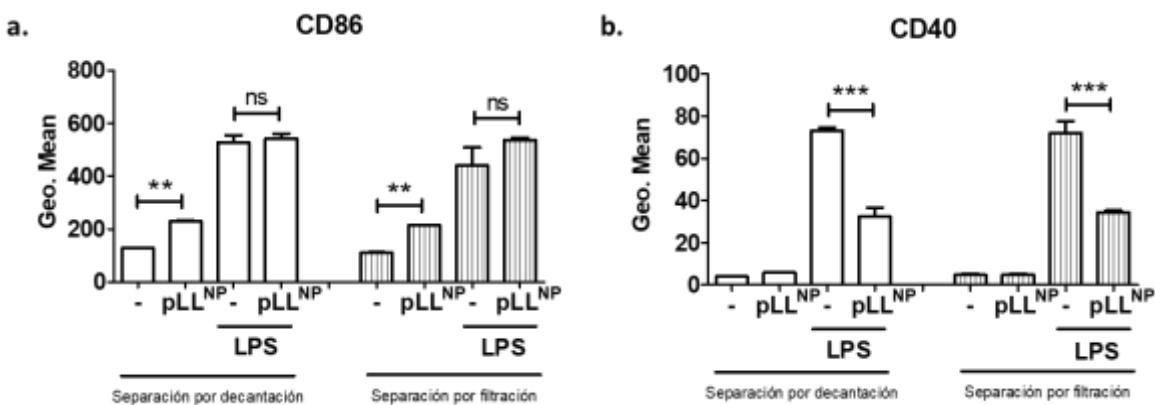 a.
CD86
800
600
400
200
0
Geo. Mean
**
ns
**
ns
- pLL^NP - pLL^NP - pLL^NP - pLL^NP
LPS LPS
Separación por decantación Separación por filtración
b.
CD40
100
80
60
40
20
0
Geo. Mean
***
***
- pLL^NP - pLL^NP - pLL^NP - pLL^NP
LPS LPS
Separación por decantación Separación por filtración